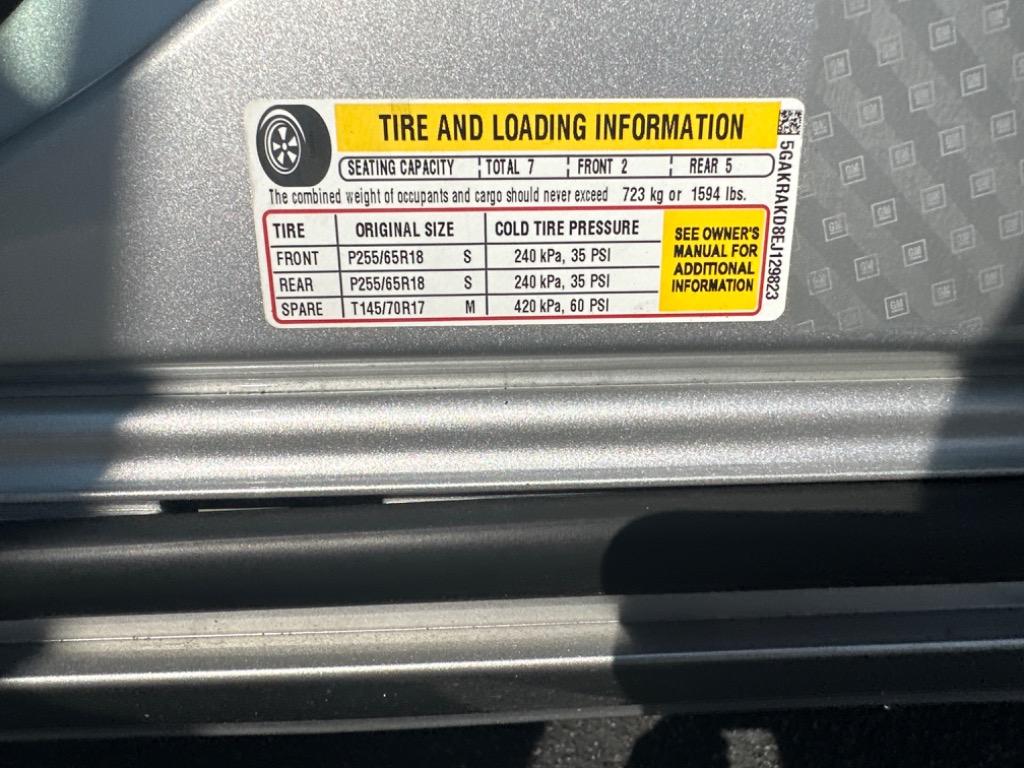 TIRE AND LOADING INFORMATION
SEATING CAPACITY TOTAL 7 FRONT 2 REAR 5
The combined weight of occupants and cargo should never exceed 723 kg or 1594 lbs.
TIRE ORIGINAL SIZE COLD TIRE PRESSURE
FRONT P255/65R18 S 240 kPa, 35 PSI
REAR P255/65R18 S 240 kPa, 35 PSI
SPARE T145/70R17 M 420 kPa, 60 PSI
SEE OWNER'S
MANUAL FOR
ADDITIONAL
INFORMATION
5GAKRAKD8EJ129823
GM